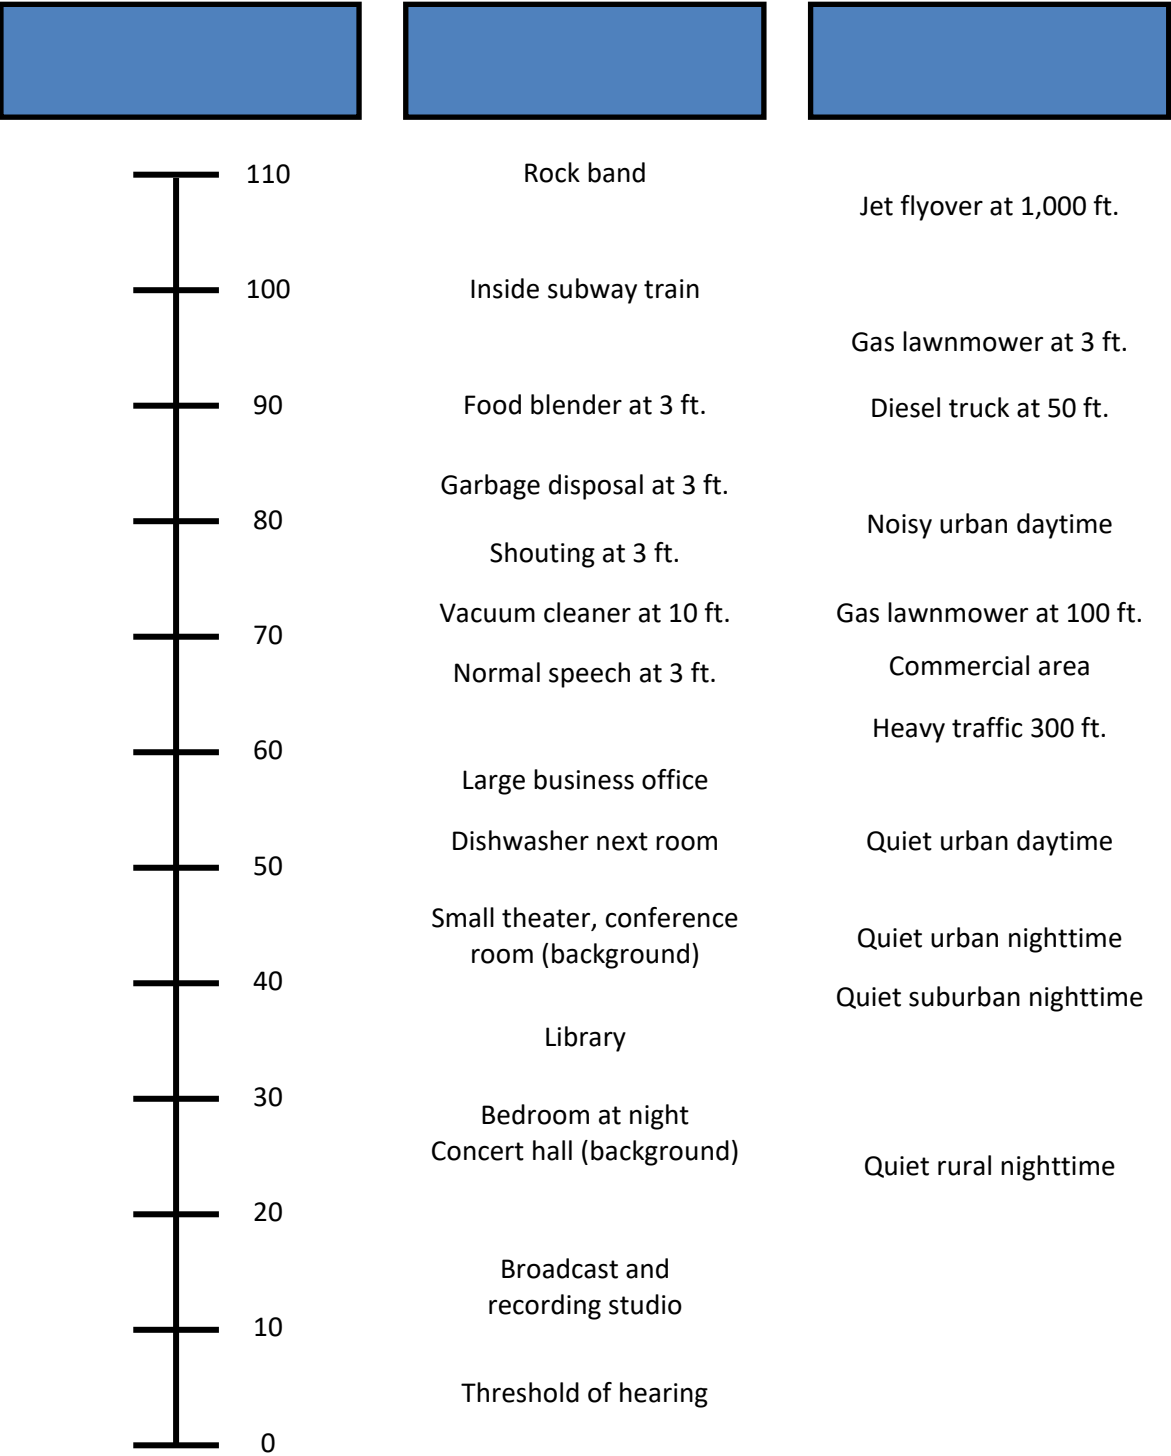 110
Rock band
Jet flyover at 1,000 ft.
100
Inside subway train
Gas lawnmower at 3 ft.
90
Food blender at 3 ft.
Diesel truck at 50 ft.
Garbage disposal at 3 ft.
80
Noisy urban daytime
Shouting at 3 ft.
Vacuum cleaner at 10 ft.
Gas lawnmower at 100 ft.
70
Commercial area
Normal speech at 3 ft.
Heavy traffic 300 ft.
60
Large business office
Dishwasher next room
Quiet urban daytime
50
Small theater, conference
room (background)
Quiet urban nighttime
40
Quiet suburban nighttime
Library
30
Bedroom at night
Concert hall (background)
Quiet rural nighttime
20
Broadcast and
recording studio
10
Threshold of hearing
0